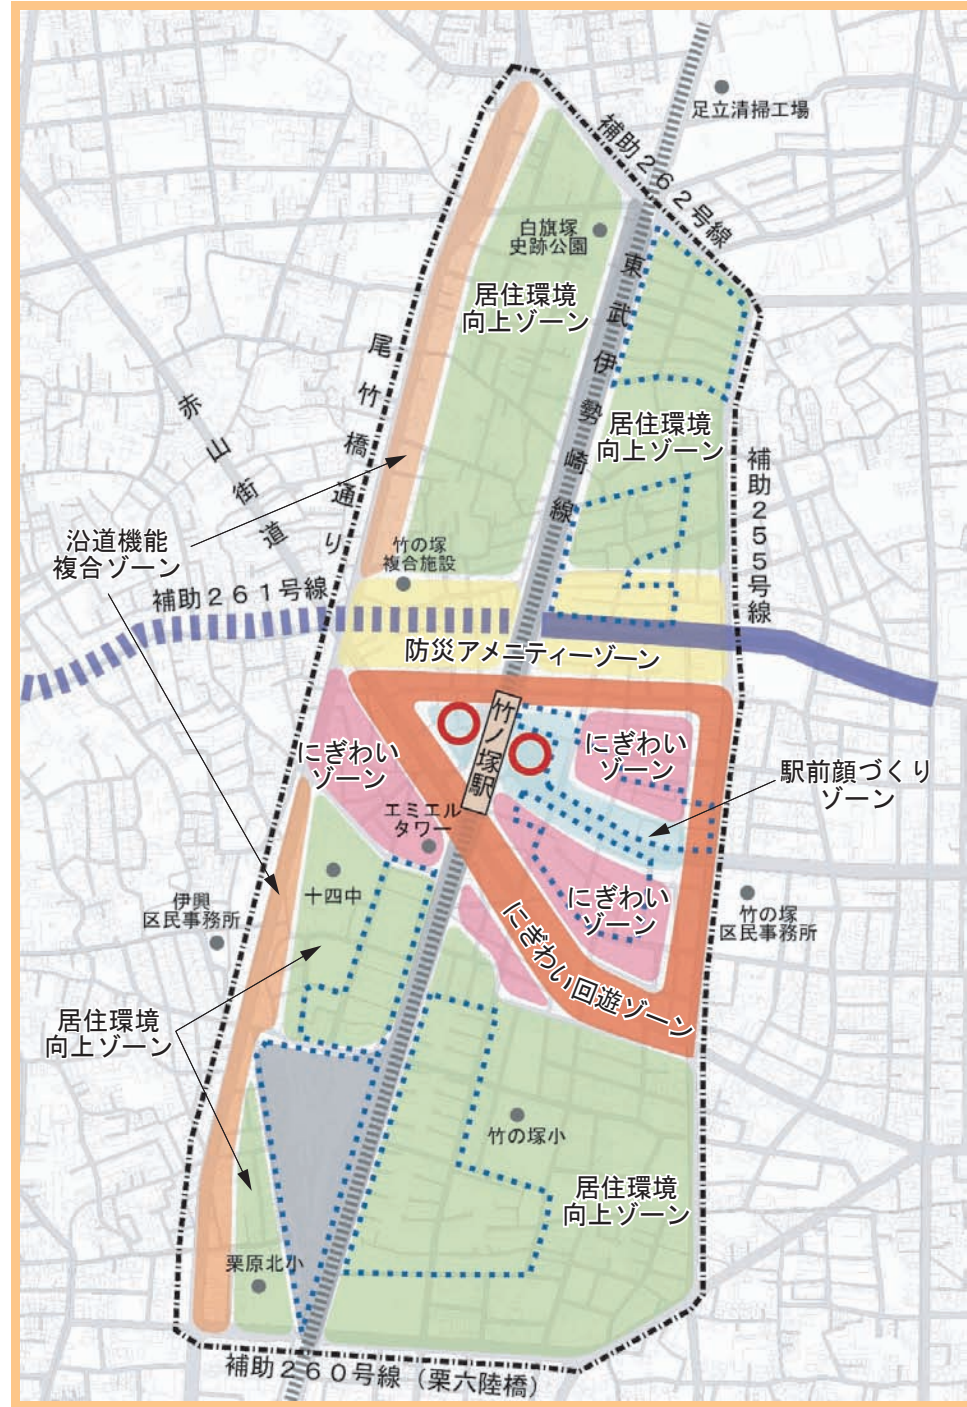 足立清掃工場
補助262号線
白旗塚
史跡公園
東武伊勢崎線
居住環境
向上ゾーン
尾竹橋通り
赤山街道
居住環境
向上ゾーン
補助255号線
沿道機能
複合ゾーン
竹の塚
複合施設
補助261号線
防災アメニティーゾーン
竹ノ塚駅
にぎわい
ゾーン
にぎわい
ゾーン
駅前顔づくり
ゾーン
エミエル
タワー
十四中
伊興
区民事務所
にぎわい
ゾーン
竹の塚
区民事務所
にぎわい回遊ゾーン
居住環境
向上ゾーン
竹の塚小
居住環境
向上ゾーン
栗原北小
補助260号線（栗六陸橋）